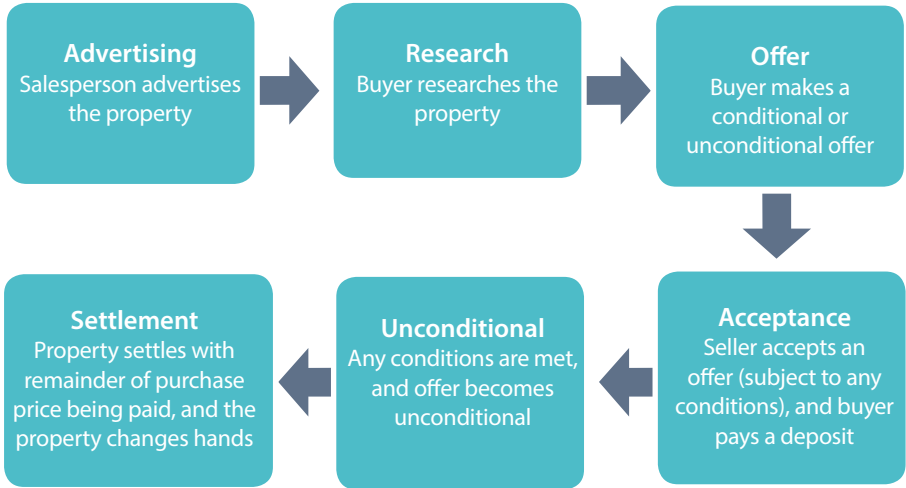 Advertising
Salesperson advertises
the property
Research
Buyer researches the
property
Offer
Buyer makes a
conditional or
unconditional offer
Acceptance
Seller accepts an
offer (subject to any
conditions), and buyer
pays a deposit
Unconditional
Any conditions are met,
and offer becomes
unconditional
Settlement
Property settles with
remainder of purchase
price being paid, and the
property changes hands